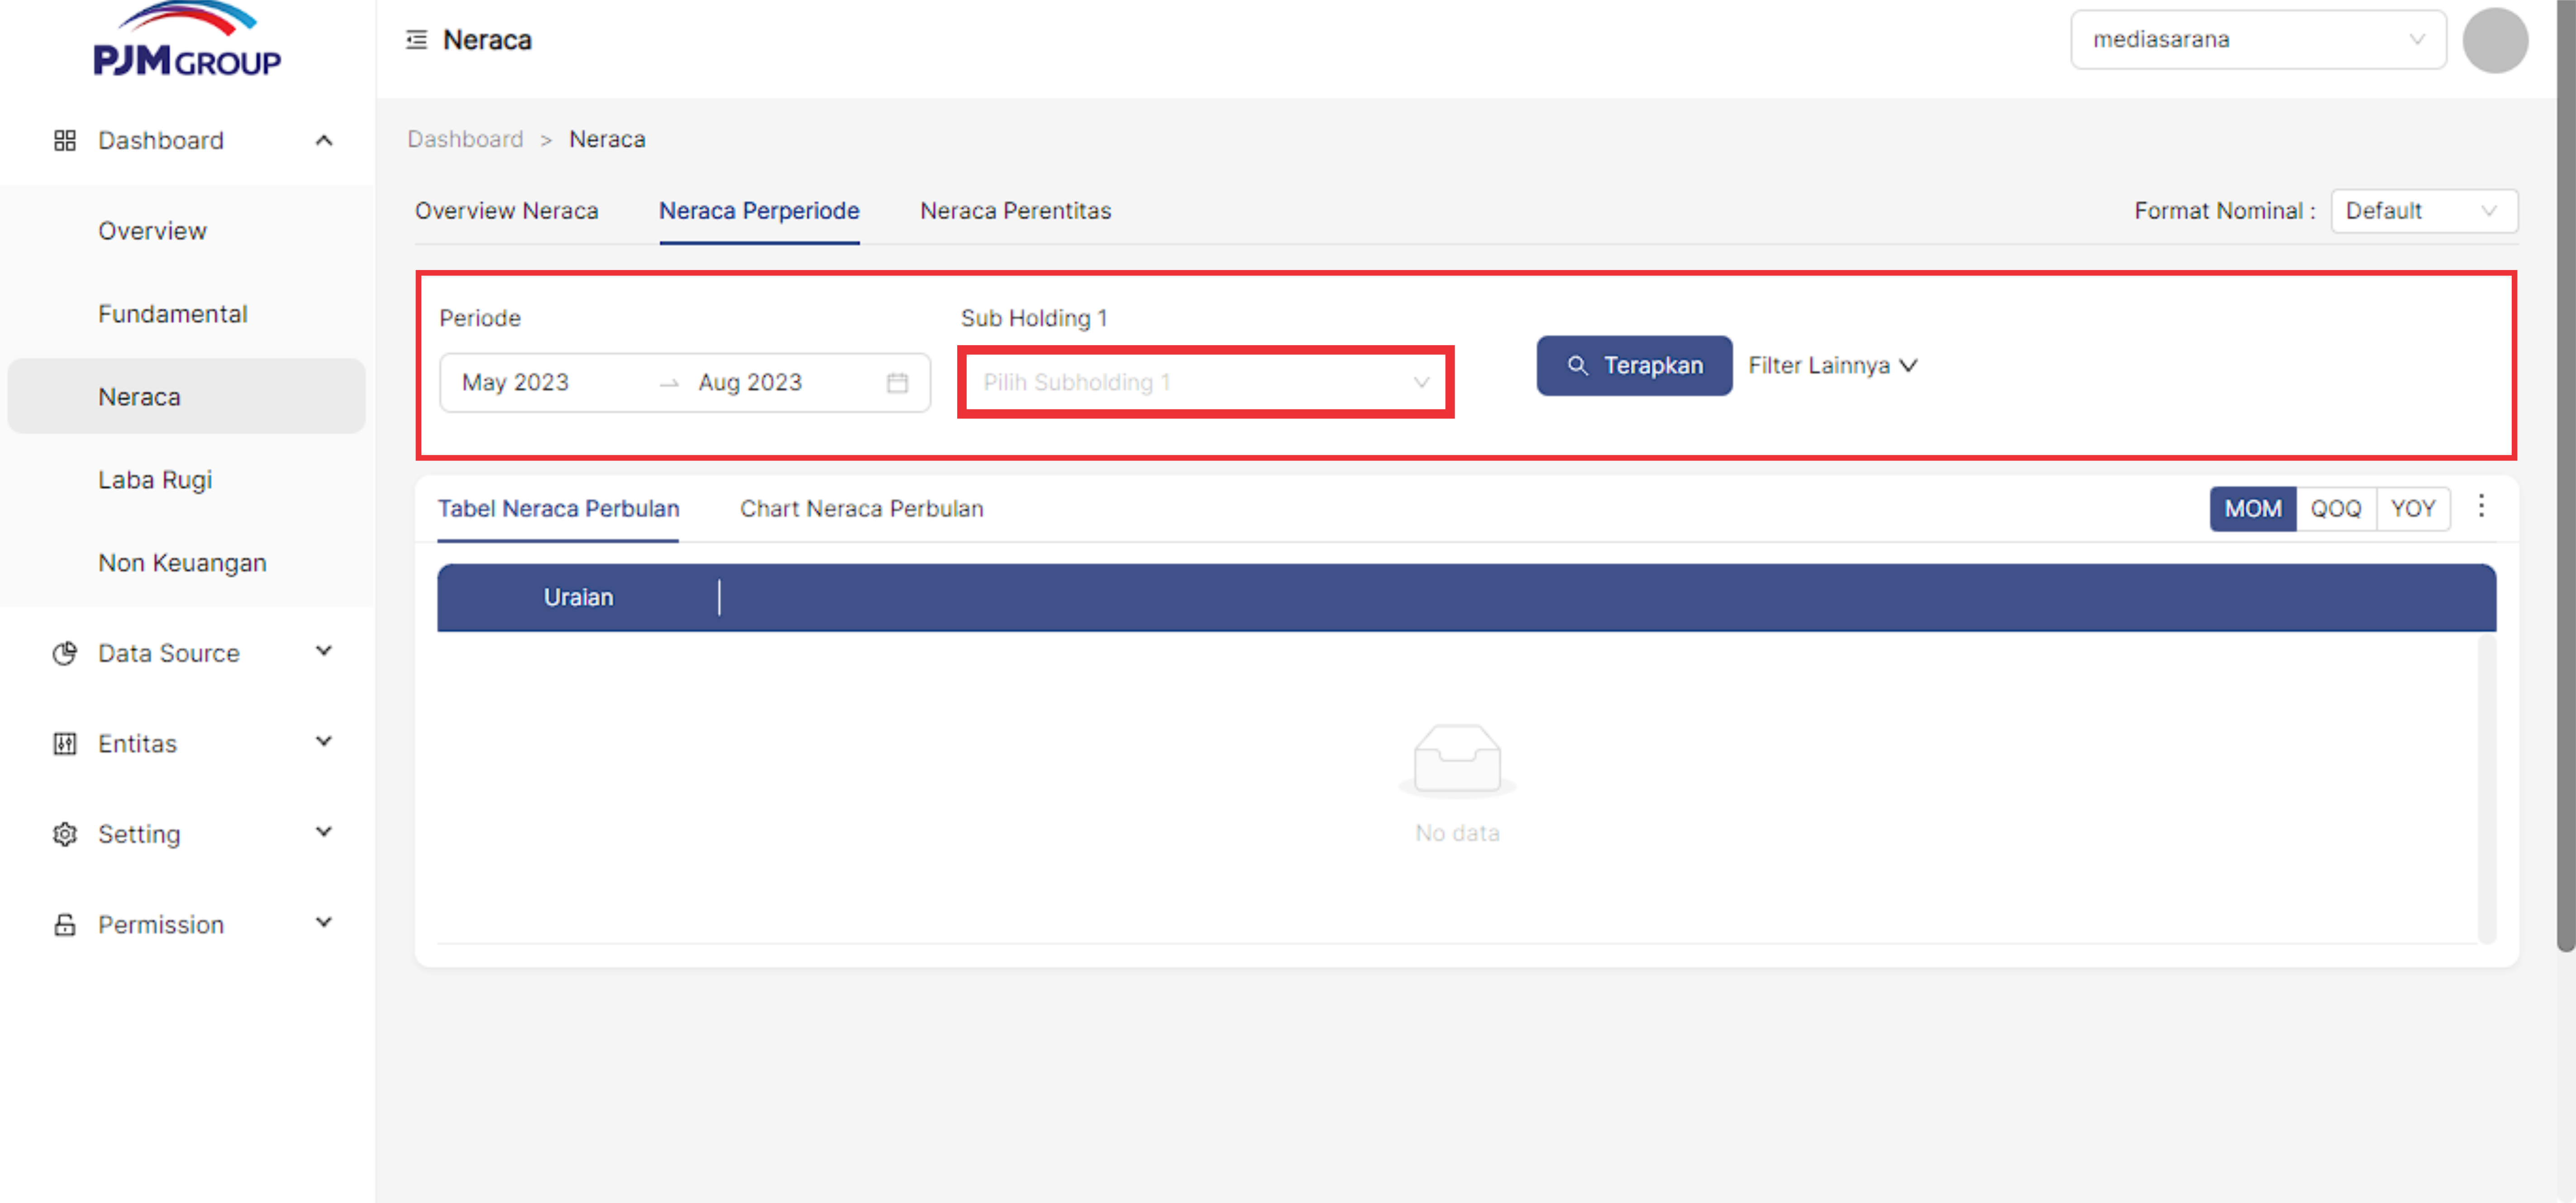 PJM GROUP
Neraca
mediasarana
Dashboard
Overview
Fundamental
Neraca
Laba Rugi
Non Keuangan
Data Source
Entitas
Setting
Permission
Dashboard > Neraca
Overview Neraca Neraca Perperiode Neraca Perentitas
Format Nominal : Default
Periode
May 2023 → Aug 2023
Sub Holding 1
Pilih Subholding 1
Terapkan
Filter Lainnya
Tabel Neraca Perbulan Chart Neraca Perbulan
MOM QOQ YOY
Uraian
No data